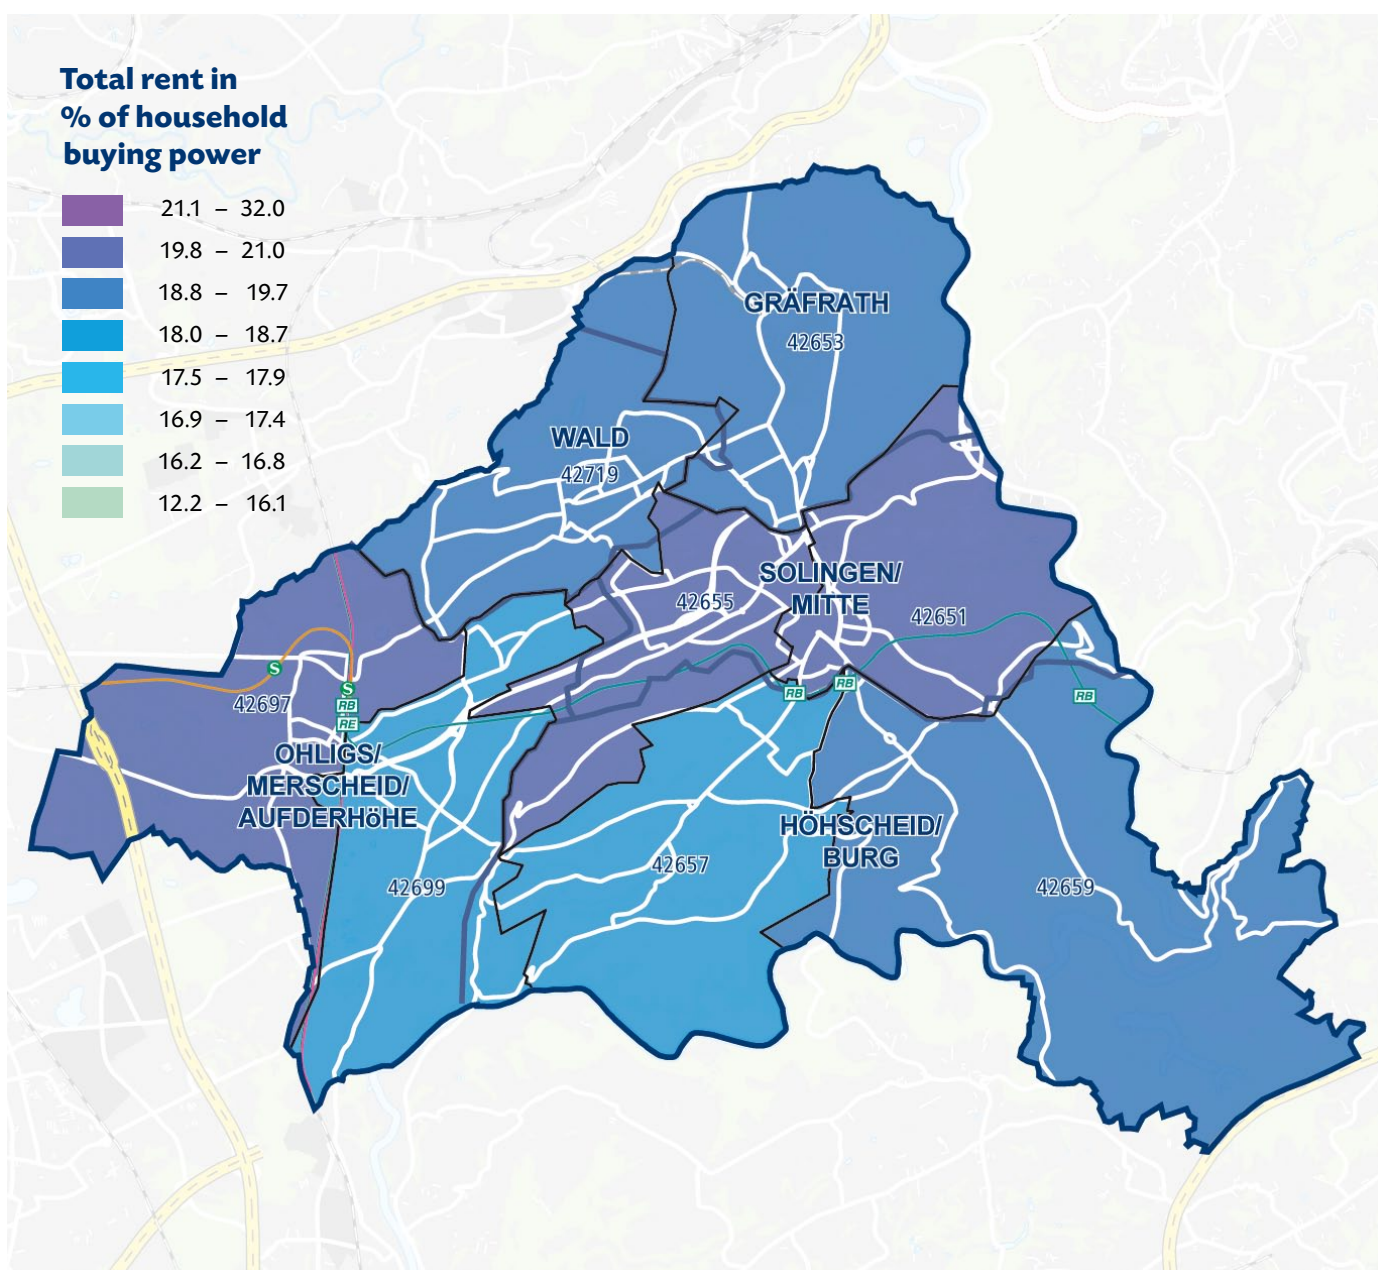 Total rent in
% of household
buying power
21.1 – 32.0
19.8 – 21.0
18.8 – 19.7
18.0 – 18.7
17.5 – 17.9
16.9 – 17.4
16.2 – 16.8
12.2 – 16.1
GRÄFRATH
42653
WALD
42719
SOLINGEN/
MITTE
42655
42651
S
S
42697
RB
RE
RB
RB
RB
OHLIGS/
MERSCHEID/
AUFDERHöHE
HÖHSCHEID/
BURG
42657
42699
42659